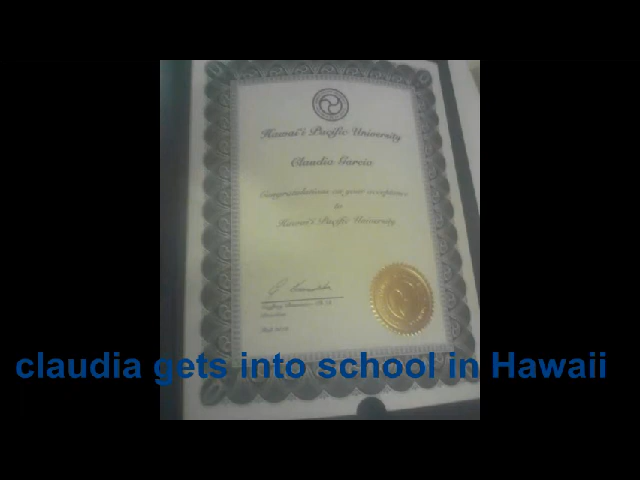 Hawai'i Pacific University
Claudia Garcia
Congratulations on your acceptance
to
Hawai'i Pacific University
claudia gets into school in Hawaii